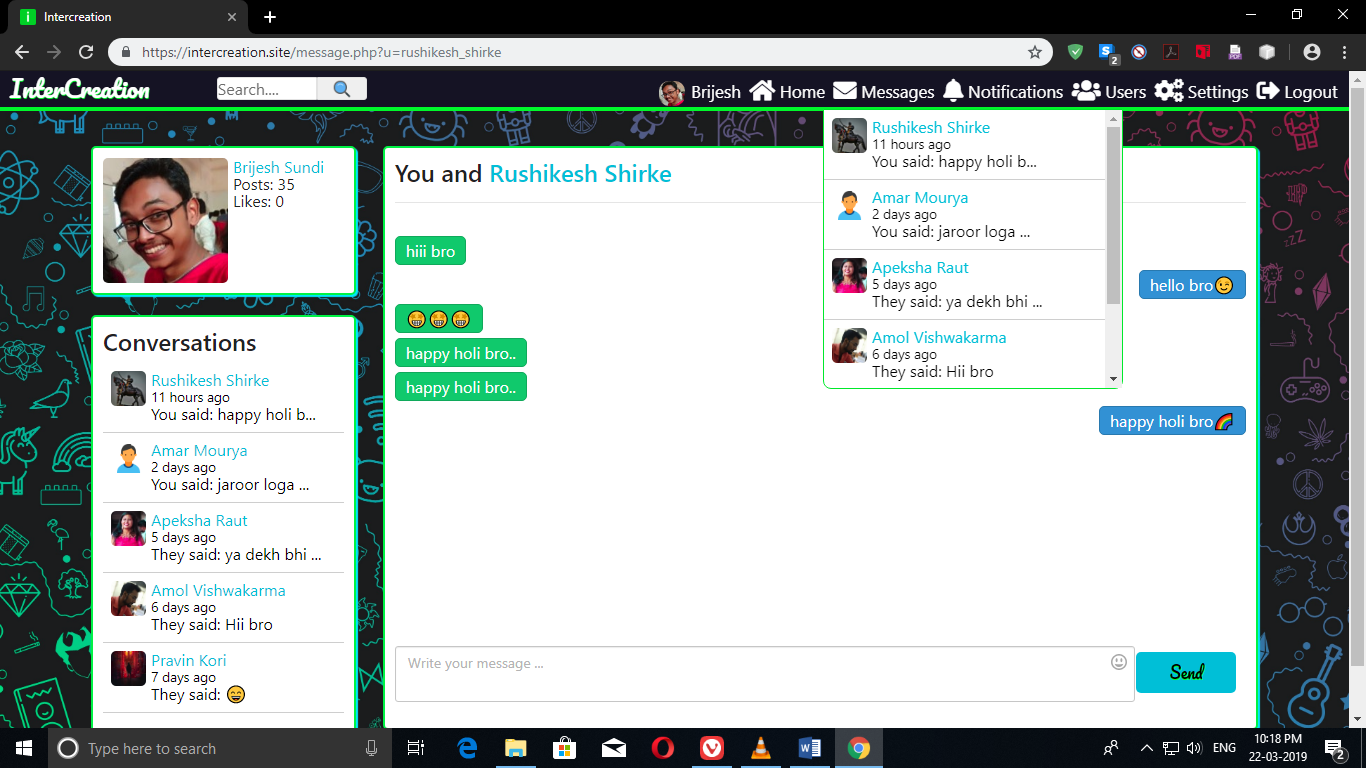 Intercreation
https://intercreation.site/message.php?u=rushikesh_shirke
2
InterCreation
Search....
Brijesh Home Messages Notifications Users Settings Logout
Rushikesh Shirke
11 hours ago
You said: happy holi b...
Amar Mourya
2 days ago
You said: jaroor loga ...
Apeksha Raut
5 days ago
They said: ya dekh bhi ...
Amol Vishwakarma
6 days ago
They said: Hii bro
Brijesh Sundi
Posts: 35
Likes: 0
Conversations
Rushikesh Shirke
11 hours ago
You said: happy holi b...
Amar Mourya
2 days ago
You said: jaroor loga ...
Apeksha Raut
5 days ago
They said: ya dekh bhi ...
Amol Vishwakarma
6 days ago
They said: Hii bro
Pravin Kori
7 days ago
They said: 😄
You and Rushikesh Shirke
hiii bro
hello bro😉
🤩🤩🤩
happy holi bro..
happy holi bro..
happy holi bro🌈
Write your message ...
Send
Type here to search
ENG
10:18 PM
22-03-2019
2